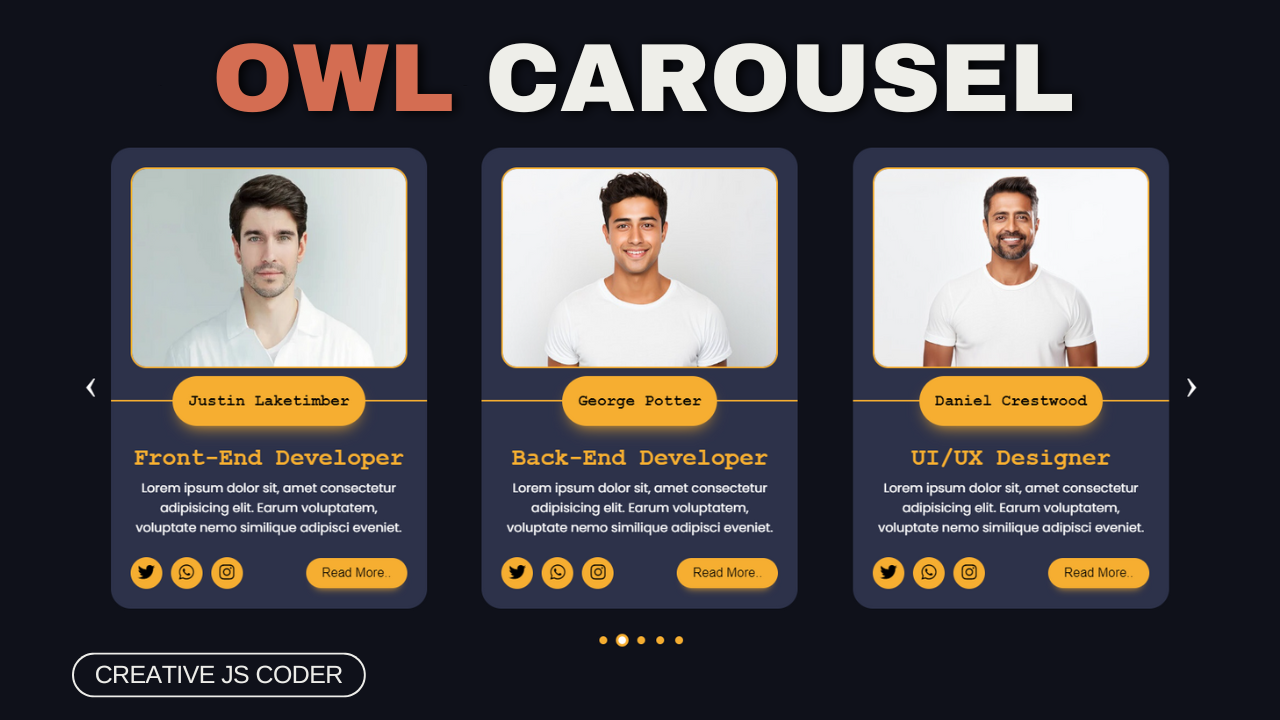 OWL CAROUSEL
Justin Laketimber
Front-End Developer
Lorem ipsum dolor sit, amet consectetur
adipisicing elit. Earum voluptatem,
voluptate nemo similique adipisci eveniet.
Read More..
George Potter
Back-End Developer
Lorem ipsum dolor sit, amet consectetur
adipisicing elit. Earum voluptatem,
voluptate nemo similique adipisci eveniet.
Read More..
Daniel Crestwood
UI/UX Designer
Lorem ipsum dolor sit, amet consectetur
adipisicing elit. Earum voluptatem,
voluptate nemo similique adipisci eveniet.
Read More..
CREATIVE JS CODER